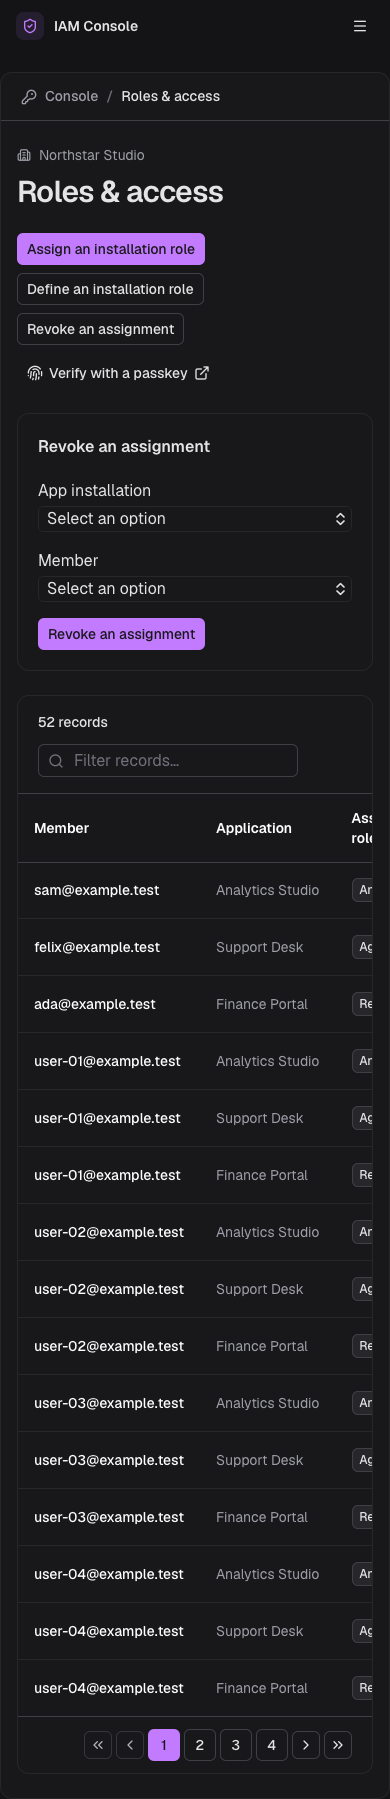 IAM Console
Console / Roles & access
Northstar Studio
Roles & access
Assign an installation role
Define an installation role
Revoke an assignment
Verify with a passkey
Revoke an assignment
App installation
Select an option
Member
Select an option
Revoke an assignment
52 records
Filter records...
Member Application
sam@example.test Analytics Studio
felix@example.test Support Desk
ada@example.test Finance Portal
user-01@example.test Analytics Studio
user-01@example.test Support Desk
user-01@example.test Finance Portal
user-02@example.test Analytics Studio
user-02@example.test Support Desk
user-02@example.test Finance Portal
user-03@example.test Analytics Studio
user-03@example.test Support Desk
user-03@example.test Finance Portal
user-04@example.test Analytics Studio
user-04@example.test Support Desk
user-04@example.test Finance Portal
1 2 3 4